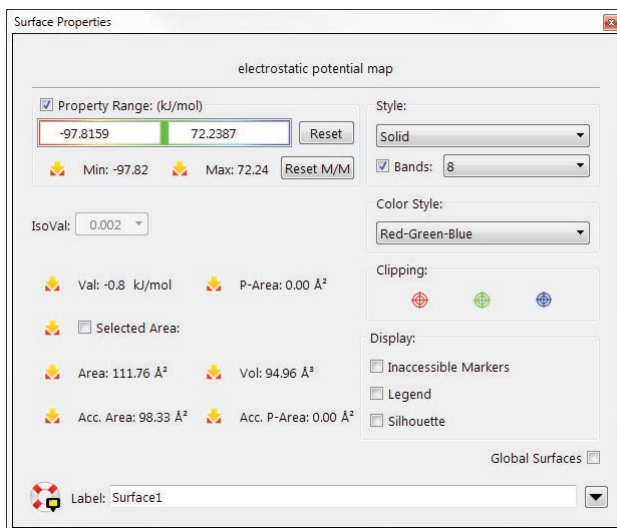 Surface Properties
electrostatic potential map
Property Range: (kJ/mol)
-97.8159 72.2387 Reset
Min: -97.82 Max: 72.24 Reset M/M
IsoVal: 0.002
Val: -0.8 kJ/mol P-Area: 0.00 Å²
Selected Area:
Area: 111.76 Å² Vol: 94.96 Å³
Acc. Area: 98.33 Å² Acc. P-Area: 0.00 Å²
Style:
Solid
Bands: 8
Color Style:
Red-Green-Blue
Clipping:
Display:
Inaccessible Markers
Legend
Silhouette
Global Surfaces
Label: Surface1